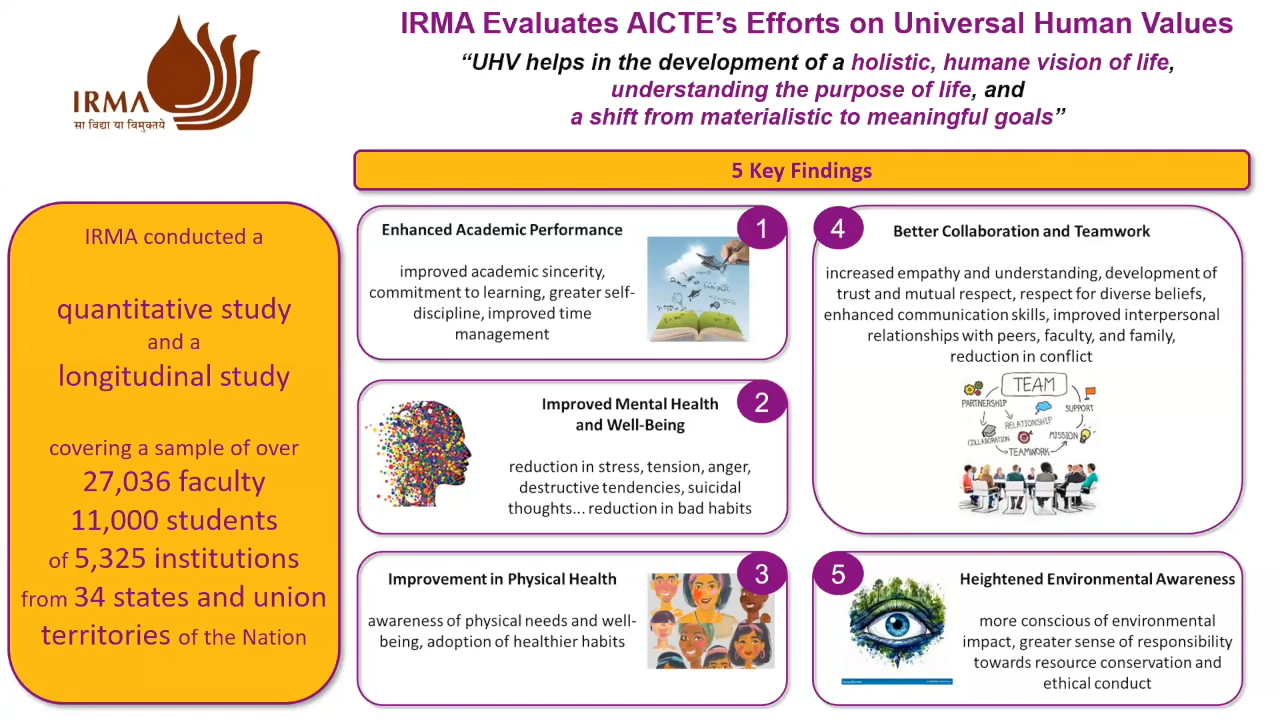 IRMA
सा विद्या या विमुक्तये
IRMA Evaluates AICTE’s Efforts on Universal Human Values
“UHV helps in the development of a holistic, humane vision of life,
understanding the purpose of life, and
a shift from materialistic to meaningful goals”
IRMA conducted a
quantitative study
and a
longitudinal study
covering a sample of over
27,036 faculty
11,000 students
of 5,325 institutions
from 34 states and union
territories of the Nation
5 Key Findings
1
Enhanced Academic Performance
improved academic sincerity,
commitment to learning, greater self-
discipline, improved time
management
2
Improved Mental Health
and Well-Being
reduction in stress, tension, anger,
destructive tendencies, suicidal
thoughts... reduction in bad habits
3
Improvement in Physical Health
awareness of physical needs and well-
being, adoption of healthier habits
4
Better Collaboration and Teamwork
increased empathy and understanding, development of
trust and mutual respect, respect for diverse beliefs,
enhanced communication skills, improved interpersonal
relationships with peers, faculty, and family,
reduction in conflict
TEAM
PARTNERSHIP
SUPPORT
RELATIONSHIP
COLLABORATION
MISSION
TEAMWORK
5
Heightened Environmental Awareness
more conscious of environmental
impact, greater sense of responsibility
towards resource conservation and
ethical conduct